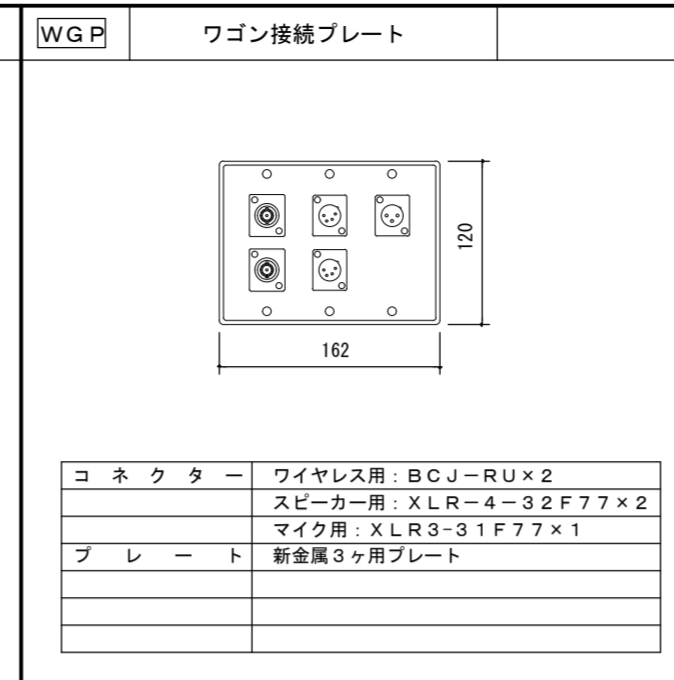 ＷＧＰ ワゴン接続プレート
120
162
コネクター ワイヤレス用：ＢＣＪ－ＲＵ×２
スピーカー用：ＸＬＲ－４－３２Ｆ７７×２
マイク用：ＸＬＲ３-３１Ｆ７７×１
プレート 新金属３ヶ用プレート